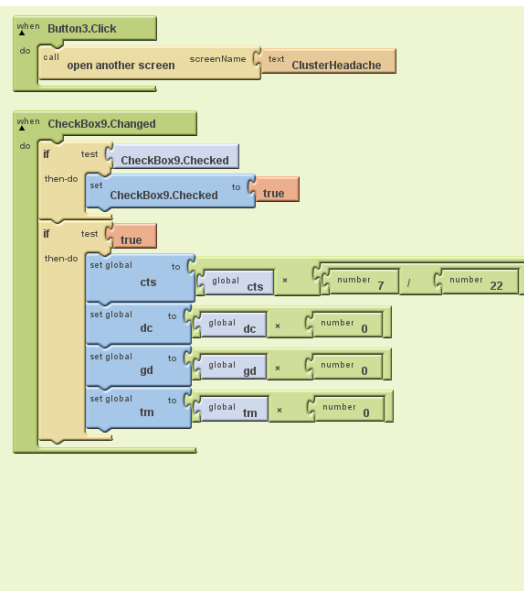 when Button3.Click
do call open another screen screenName text ClusterHeadache
when CheckBox9.Changed
do if test CheckBox9.Checked
then-do set CheckBox9.Checked to true
if test true
then-do set global cts to global cts × number 7 / number 22
set global dc to global dc × number 0
set global gd to global gd × number 0
set global tm to global tm × number 0